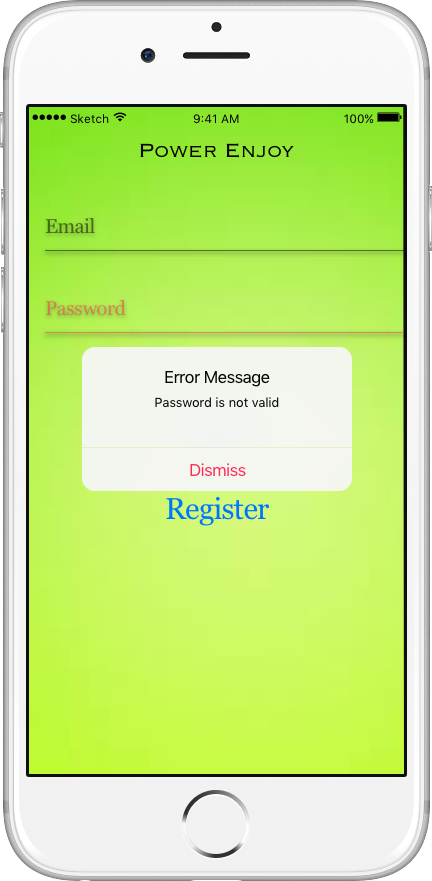 Sketch 9:41 AM 100%
Power Enjoy
Email
Password
Error Message
Password is not valid
Dismiss
Register